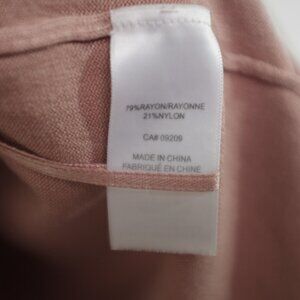 79%RAYON/RAYONNE
21%NYLON
CA# 09209
MADE IN CHINA
FABRIQUÉ EN CHINE